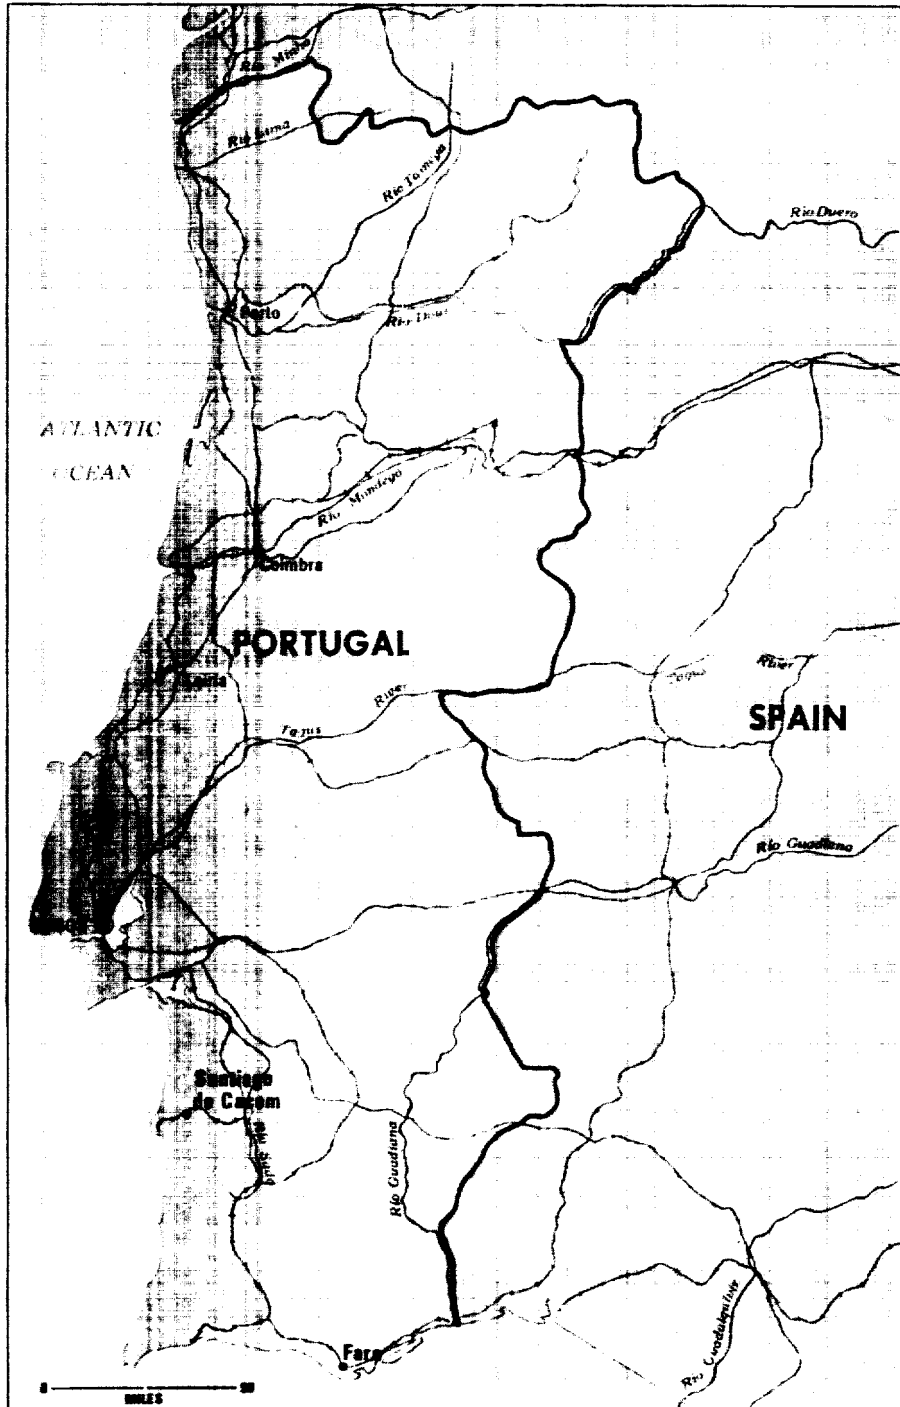 Rio Minho
Rio Lima
Rio Tamega
Rio Duero
Porto
ATLANTIC
OCEAN
Rio Mondego
Coimbra
PORTUGAL
River
River
SPAIN
Tajus
Rio Guadiana
Santiago
do Cacem
Rio Guadiana
Rio Guadalquivir
Faro
0
MILES